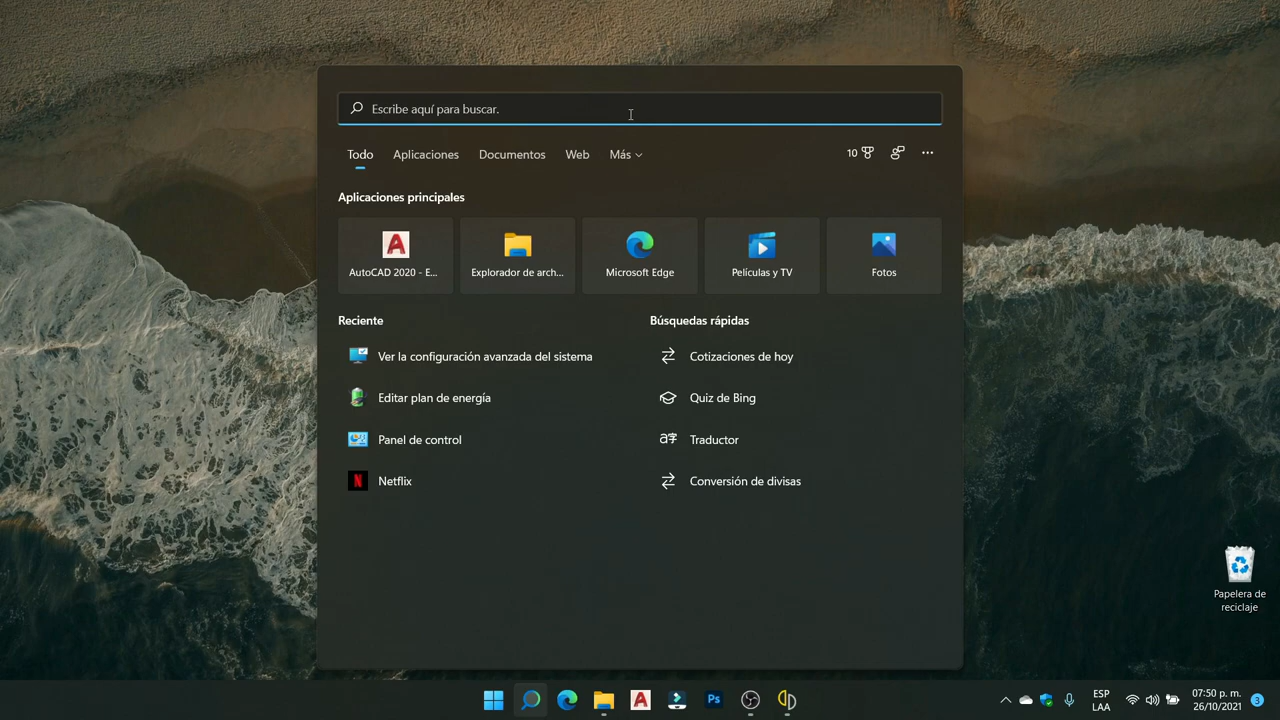 Escribe aquí para buscar.
Todo Aplicaciones Documentos Web Más 10
Aplicaciones principales
AutoCAD 2020 - E... Explorador de arch... Microsoft Edge Películas y TV Fotos
Reciente Búsquedas rápidas
Ver la configuración avanzada del sistema Cotizaciones de hoy
Editar plan de energía Quiz de Bing
Panel de control Traductor
Netflix Conversión de divisas
Papelera de
reciclaje
Ps
ESP 07:50 p. m.
LAA 26/10/2021 3